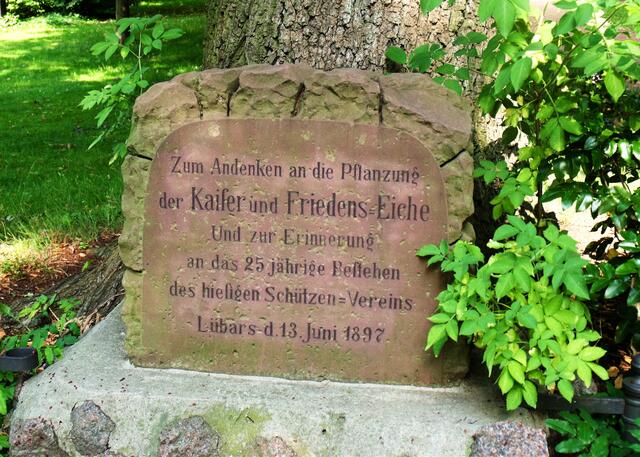 Zum Andenken an die Pflanzung
der Kaiſer und Friedens=Eiche
Und zur Erinnerung
an das 25 jährige Beſtehen
des hieſigen Schützen=Vereins
Lübars d. 13. Juni 1897